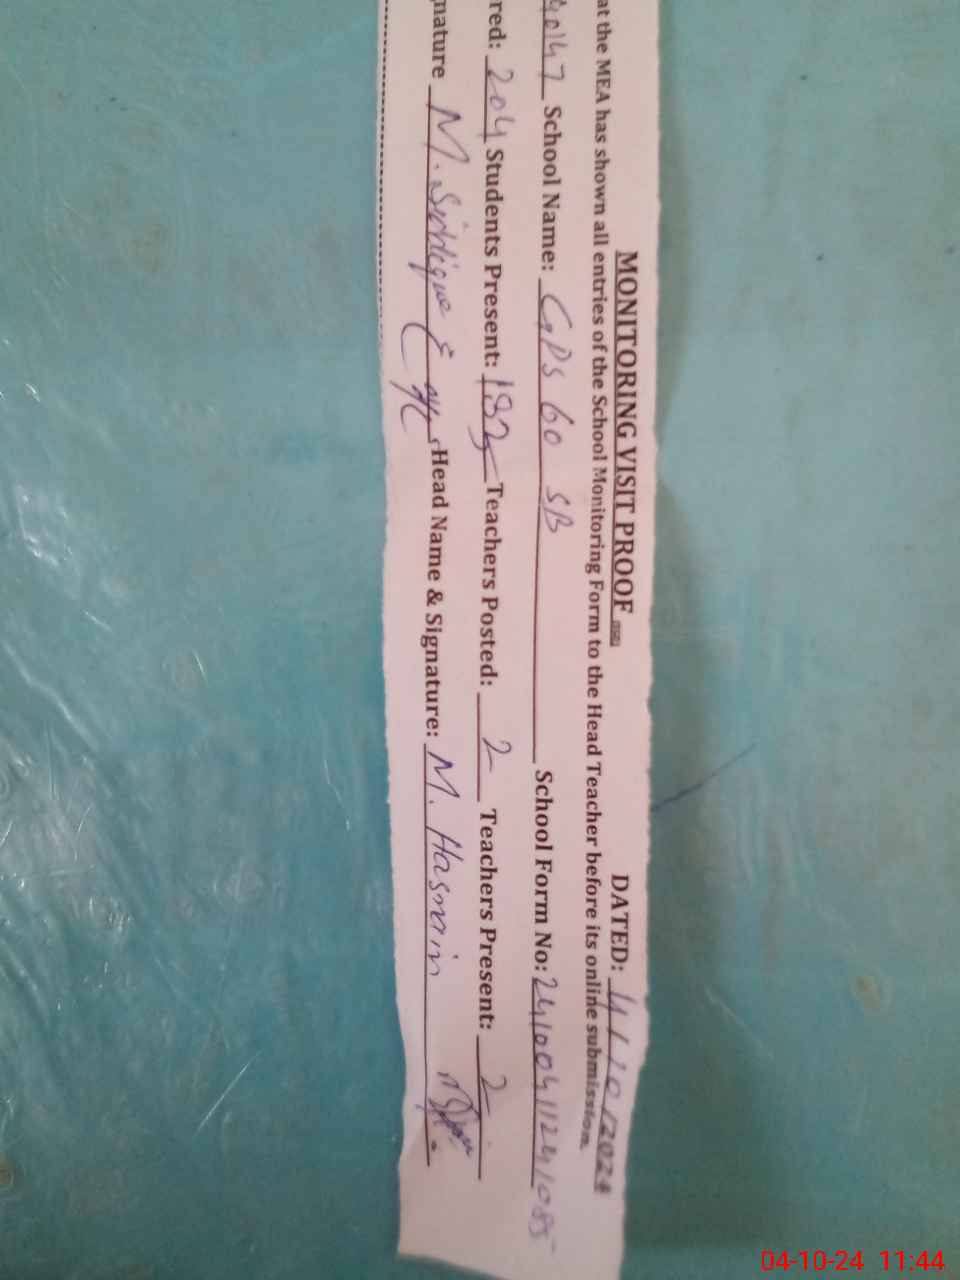 MONITORING VISIT PROOF DATED: 4/10/2024
at the MEA has shown all entries of the School Monitoring Form to the Head Teacher before its online submission.
40147 School Name: GPS 60 SB School Form No: 24100411241085
red: 204 Students Present: 182 Teachers Posted: 2 Teachers Present: 2
nature M. Siddique Head Name & Signature: M. Hasnain
04-10-24 11:44